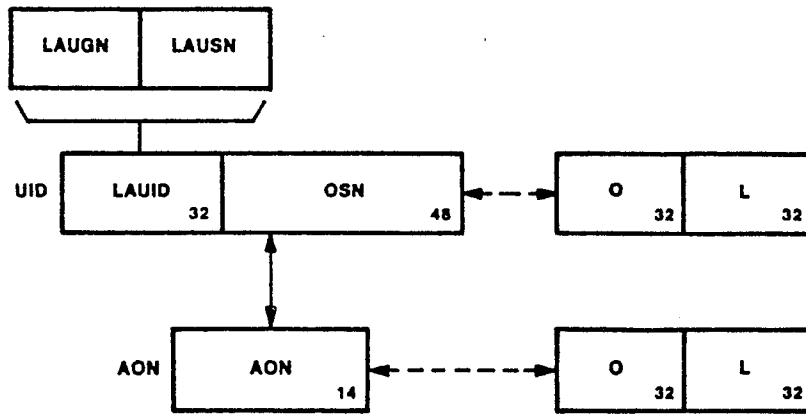 LAUGN LAUSN
UID LAUID 32 OSN 48 O 32 L 32
AON AON 14 O 32 L 32